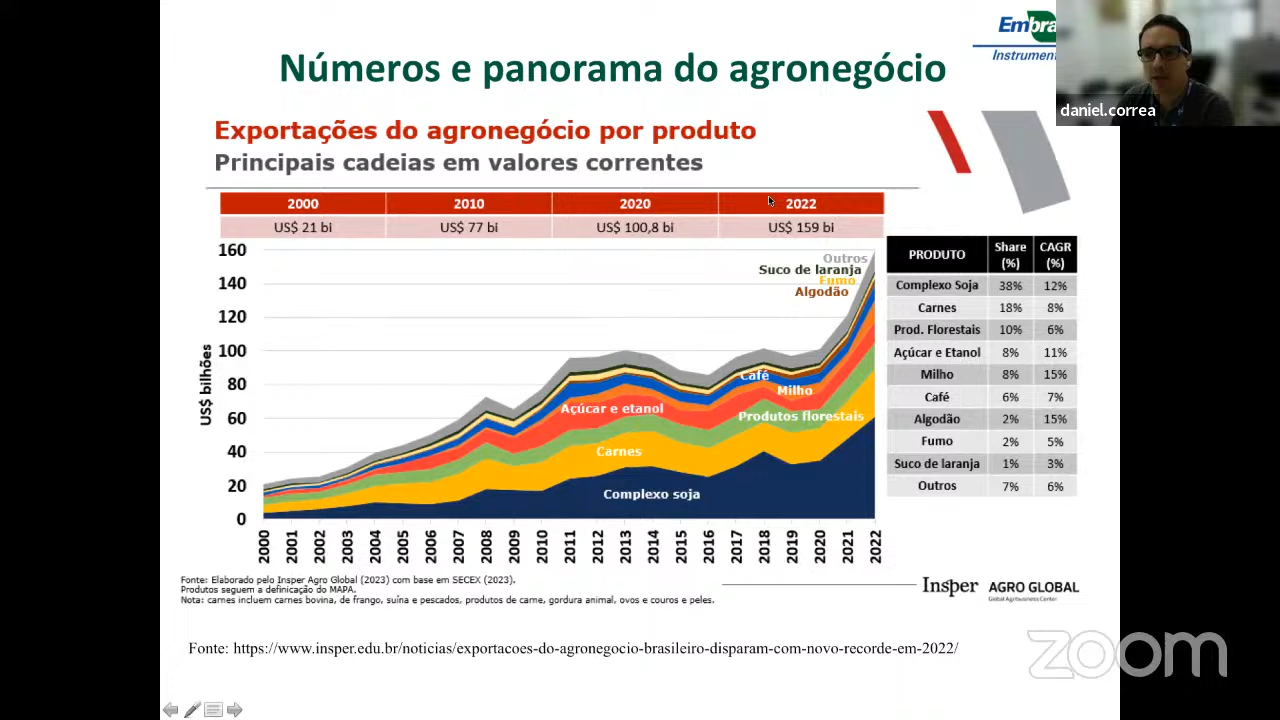 Embra
Instrument
daniel.correa
Números e panorama do agronegócio
Exportações do agronegócio por produto
Principais cadeias em valores correntes
2000 2010 2020 2022
US$ 21 bi US$ 77 bi US$ 100,8 bi US$ 159 bi
US$ bilhões
160
140
120
100
80
60
40
20
0
Outros
Suco de laranja
Fumo
Algodão
Café
Milho
Açúcar e etanol
Produtos florestais
Carnes
Complexo soja
2000 2001 2002 2003 2004 2005 2006 2007 2008 2009 2010 2011 2012 2013 2014 2015 2016 2017 2018 2019 2020 2021 2022
PRODUTO Share (%) CAGR (%)
Complexo Soja 38% 12%
Carnes 18% 8%
Prod. Florestais 10% 6%
Açúcar e Etanol 8% 11%
Milho 8% 15%
Café 6% 7%
Algodão 2% 15%
Fumo 2% 5%
Suco de laranja 1% 3%
Outros 7% 6%
Fonte: Elaborado pelo Insper Agro Global (2023) com base em SECEX (2023).
Produtos seguem a definicação do MAPA.
Nota: carnes incluem carnes bovina, de frango, suína e pescados, produtos de carne, gordura animal, ovos e couros e peles.
Insper AGRO GLOBAL
Global Agribusiness Center
Fonte: https://www.insper.edu.br/noticias/exportacoes-do-agronegocio-brasileiro-disparam-com-novo-recorde-em-2022/
zoom